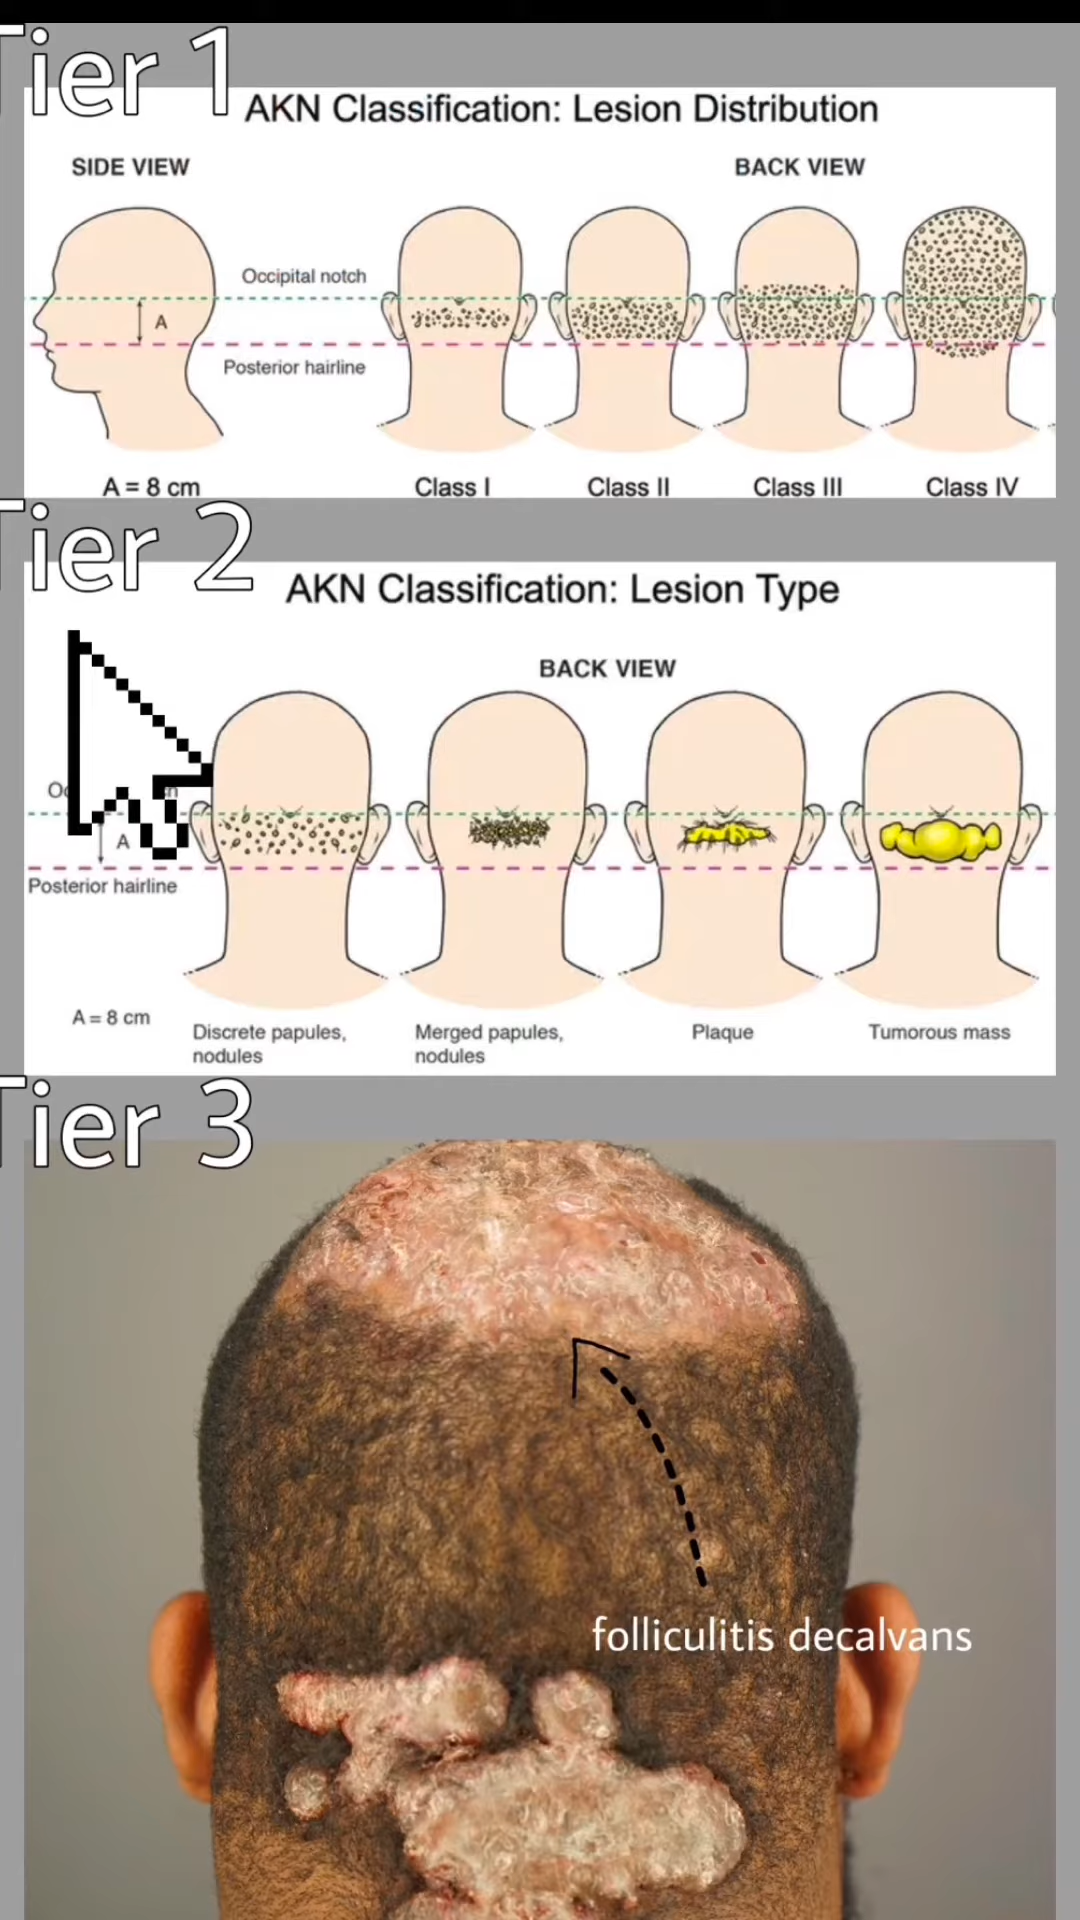 Tier 1
AKN Classification: Lesion Distribution
SIDE VIEW
BACK VIEW
Occipital notch
A
Posterior hairline
A = 8 cm
Class I
Class II
Class III
Class IV
Tier 2
AKN Classification: Lesion Type
BACK VIEW
A
Posterior hairline
A = 8 cm
Discrete papules,
nodules
Merged papules,
nodules
Plaque
Tumorous mass
Tier 3
folliculitis decalvans